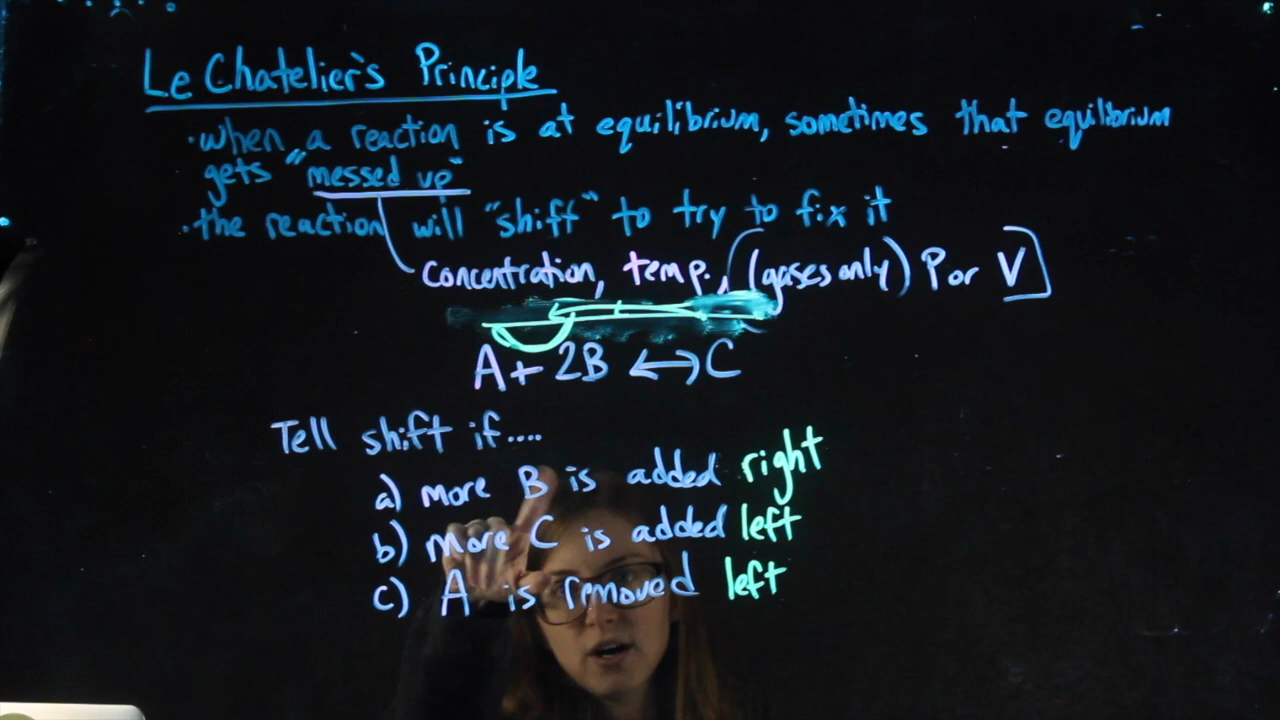 Le Chatelier's Principle
·when a reaction is at equilibrium, sometimes that equilibrium
gets "messed up"
·the reaction will "shift" to try to fix it
concentration, temp., [(gases only) P or V]
A + 2B ⟷ C
Tell shift if....
a) more B is added right
b) more C is added left
c) A is removed left